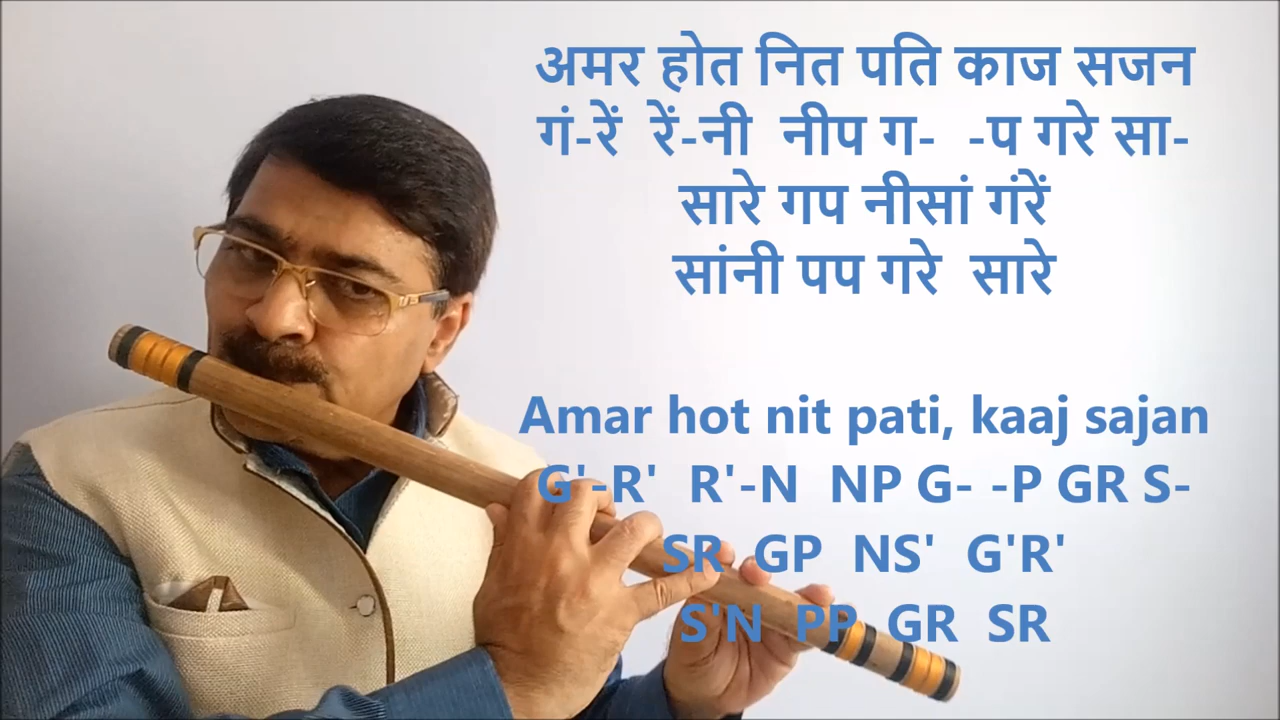 अमर होत नित पति काज सजन
गं-रें रें-नी नीप ग- -प गरे सा-
सारे गप नीसां गंरें
सांनी पप गरे सारे
Amar hot nit pati, kaaj sajan
G'-R' R'-N NP G- -P GR S-
SR GP NS' G'R'
S'N PP GR SR